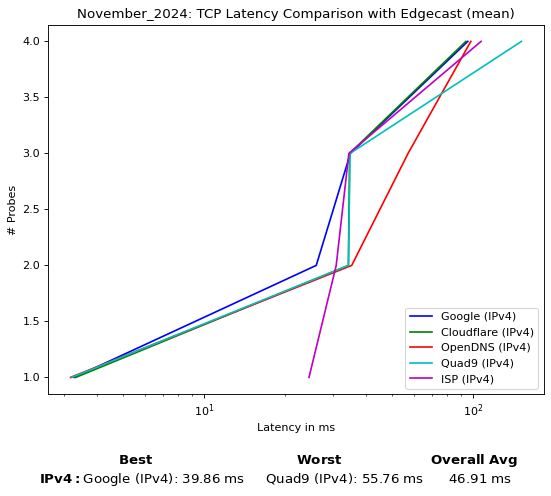 November_2024: TCP Latency Comparison with Edgecast (mean)
4.0
3.5
3.0
2.5
2.0
1.5
1.0
# Probes
Google (IPv4)
Cloudflare (IPv4)
OpenDNS (IPv4)
Quad9 (IPv4)
ISP (IPv4)
10¹ 10²
Latency in ms
Best Worst Overall Avg
IPv4: Google (IPv4): 39.86 ms Quad9 (IPv4): 55.76 ms 46.91 ms